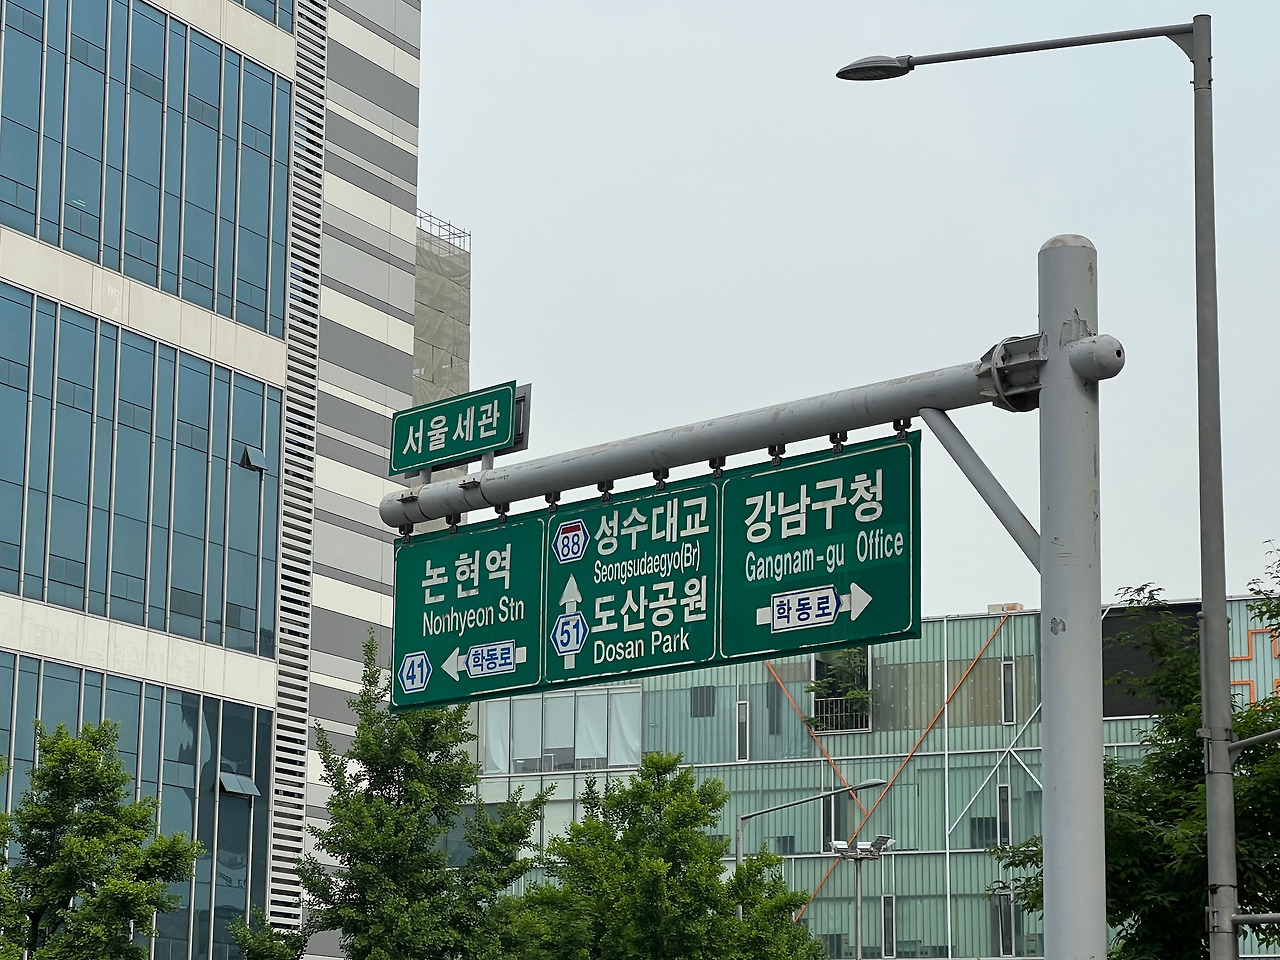 서울세관
논현역
Nonhyeon Stn
41
학동로
88
성수대교
Seongsudaegyo(Br)
51
도산공원
Dosan Park
강남구청
Gangnam-gu Office
학동로